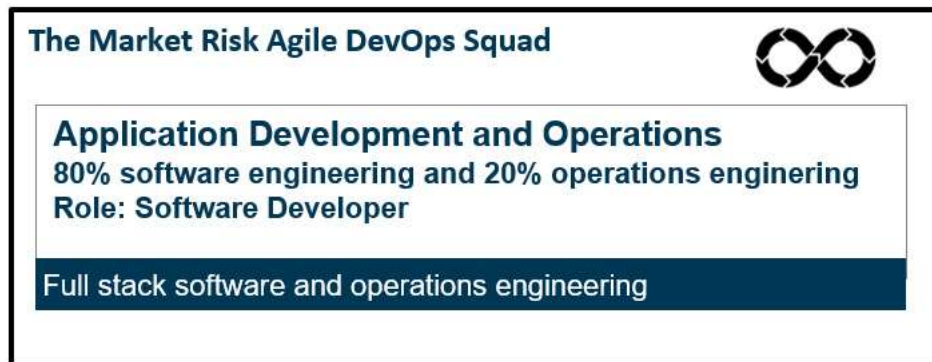 The Market Risk Agile DevOps Squad
Application Development and Operations
80% software engineering and 20% operations enginering
Role: Software Developer
Full stack software and operations engineering